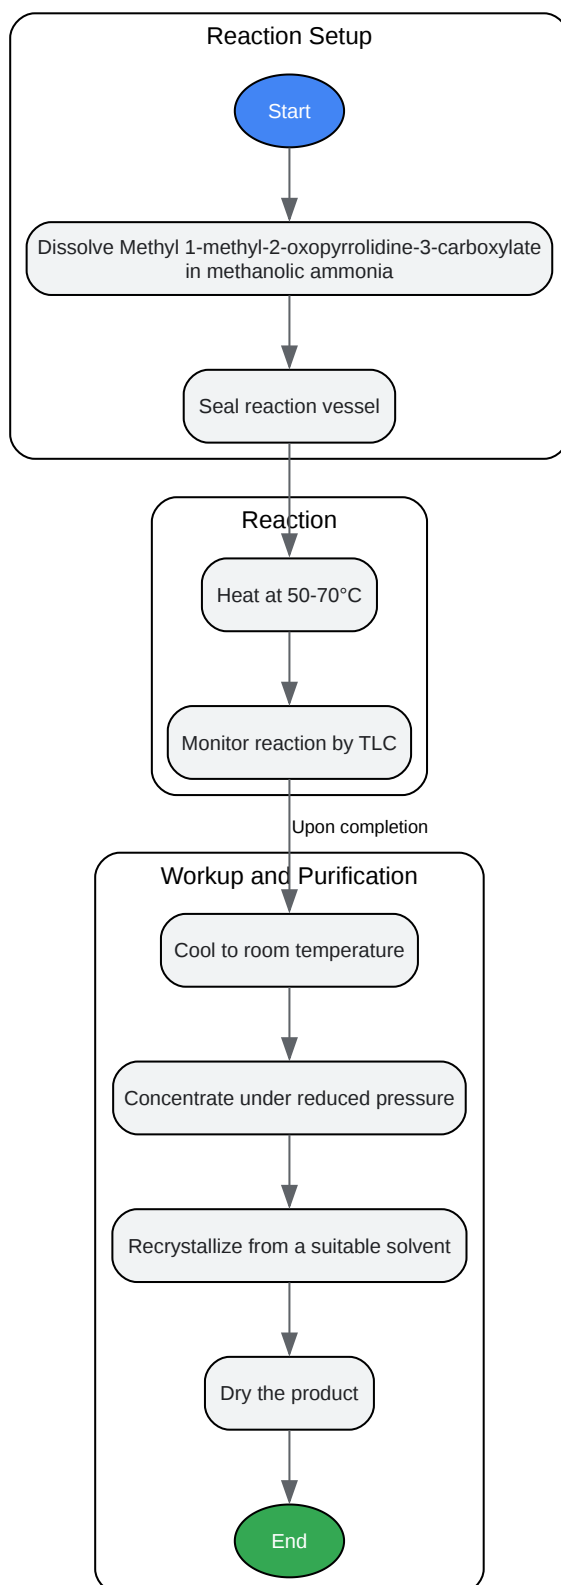 Reaction Setup
Start
Dissolve Methyl 1-methyl-2-oxopyrrolidine-3-carboxylate
in methanolic ammonia
Seal reaction vessel
Reaction
Heat at 50-70°C
Monitor reaction by TLC
Upon completion
Workup and Purification
Cool to room temperature
Concentrate under reduced pressure
Recrystallize from a suitable solvent
Dry the product
End